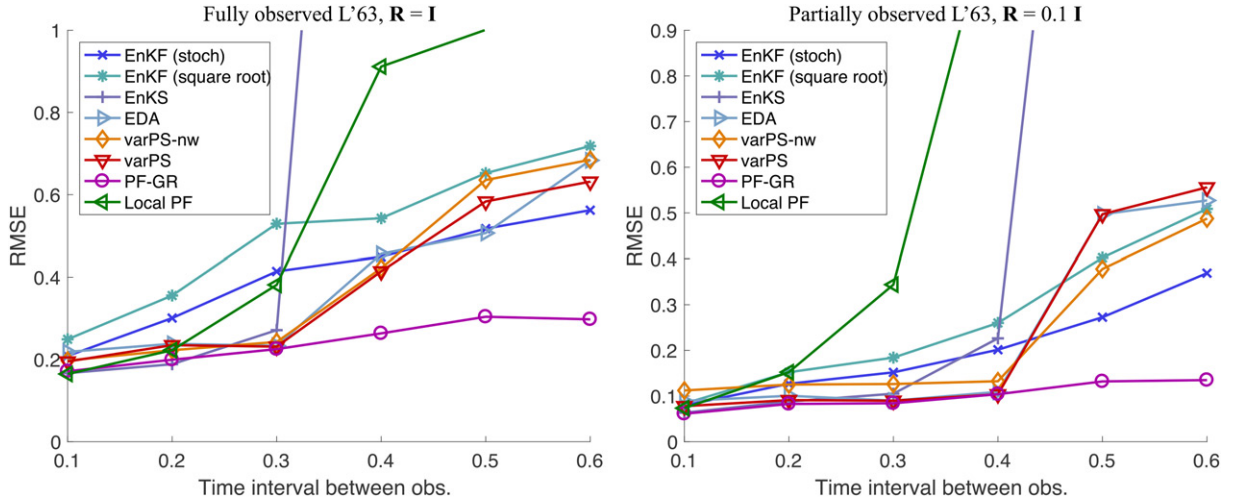 Fully observed L’63, R = I
1
0.8
0.6
0.4
0.2
0
RMSE
EnKF (stoch)
EnKF (square root)
EnKS
EDA
varPS-nw
varPS
PF-GR
Local PF
0.1 0.2 0.3 0.4 0.5 0.6
Time interval between obs.
Partially observed L’63, R = 0.1 I
0.9
0.8
0.7
0.6
0.5
0.4
0.3
0.2
0.1
0
RMSE
EnKF (stoch)
EnKF (square root)
EnKS
EDA
varPS-nw
varPS
PF-GR
Local PF
0.1 0.2 0.3 0.4 0.5 0.6
Time interval between obs.